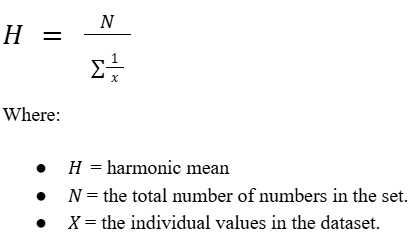 H = N / Σ 1/x
Where:
● H = harmonic mean
● N = the total number of numbers in the set.
● X = the individual values in the dataset.